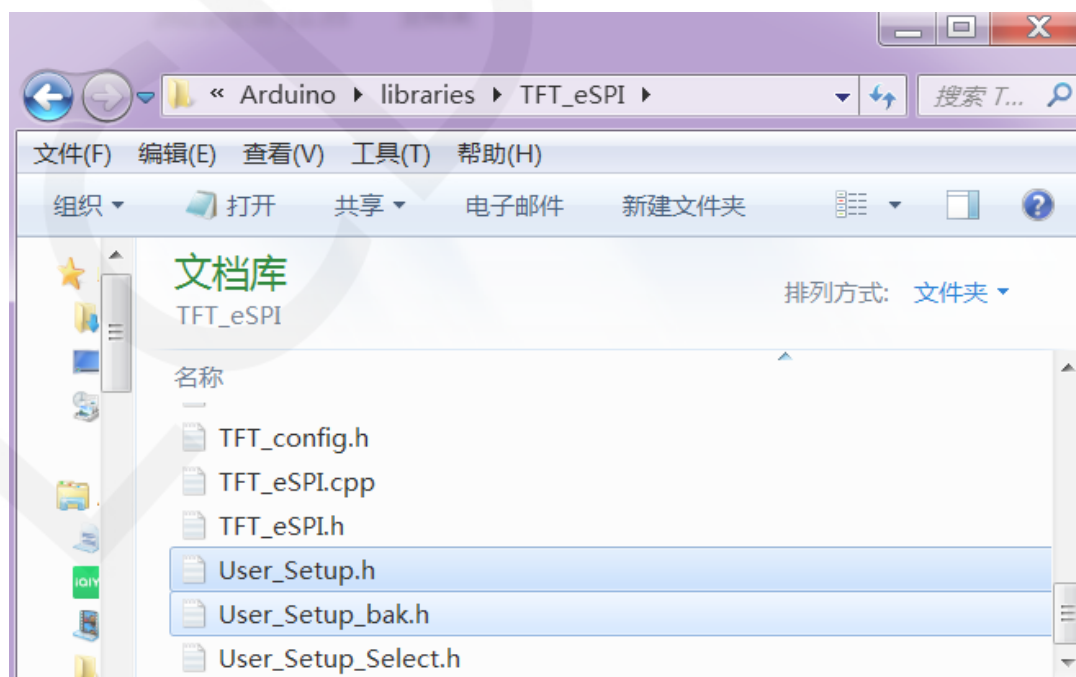 « Arduino ▸ libraries ▸ TFT_eSPI ▸ 搜索 T...
文件(F) 编辑(E) 查看(V) 工具(T) 帮助(H)
组织 打开 共享 电子邮件 新建文件夹
文档库
TFT_eSPI
排列方式: 文件夹
名称
TFT_config.h
TFT_eSPI.cpp
TFT_eSPI.h
User_Setup.h
User_Setup_bak.h
User_Setup_Select.h